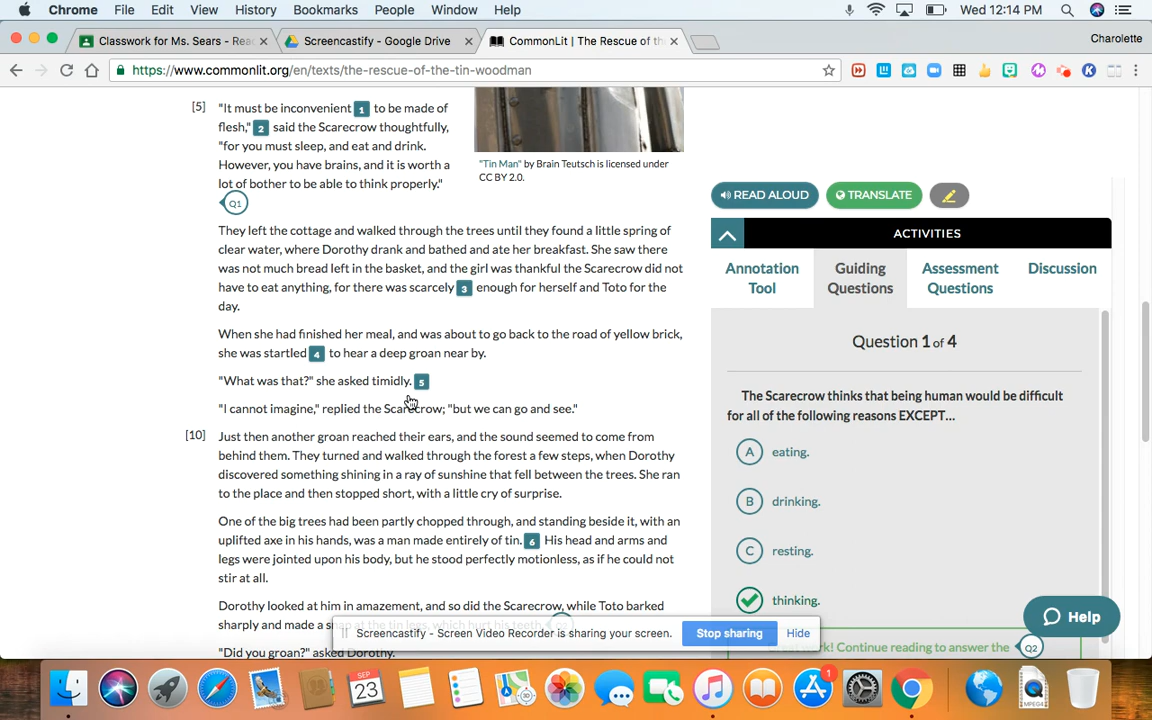 Chrome File Edit View History Bookmarks People Window Help Wed 12:14 PM
Classwork for Ms. Sears - Rea Screencastify - Google Drive CommonLit | The Rescue of th Charolette
https://www.commonlit.org/en/texts/the-rescue-of-the-tin-woodman
[5] "It must be inconvenient 1 to be made of
flesh," 2 said the Scarecrow thoughtfully,
"for you must sleep, and eat and drink.
However, you have brains, and it is worth a
lot of bother to be able to think properly."
Q1
"Tin Man" by Brain Teutsch is licensed under
CC BY 2.0.
They left the cottage and walked through the trees until they found a little spring of
clear water, where Dorothy drank and bathed and ate her breakfast. She saw there
was not much bread left in the basket, and the girl was thankful the Scarecrow did not
have to eat anything, for there was scarcely 3 enough for herself and Toto for the
day.
When she had finished her meal, and was about to go back to the road of yellow brick,
she was startled 4 to hear a deep groan near by.
"What was that?" she asked timidly. 5
"I cannot imagine," replied the Scarecrow; "but we can go and see."
[10] Just then another groan reached their ears, and the sound seemed to come from
behind them. They turned and walked through the forest a few steps, when Dorothy
discovered something shining in a ray of sunshine that fell between the trees. She ran
to the place and then stopped short, with a little cry of surprise.
One of the big trees had been partly chopped through, and standing beside it, with an
uplifted axe in his hands, was a man made entirely of tin. 6 His head and arms and
legs were jointed upon his body, but he stood perfectly motionless, as if he could not
stir at all.
Dorothy looked at him in amazement, and so did the Scarecrow, while Toto barked
sharply and made a snap at the tin legs, which hurt his teeth.
"Did you groan?" asked Dorothy.
READ ALOUD TRANSLATE
ACTIVITIES
Annotation Tool
Guiding Questions
Assessment Questions
Discussion
Question 1 of 4
The Scarecrow thinks that being human would be difficult
for all of the following reasons EXCEPT...
A eating.
B drinking.
C resting.
thinking.
work! Continue reading to answer the Q2
Help
Screencastify - Screen Video Recorder is sharing your screen. Stop sharing Hide
SEP
23
1
MPEG4